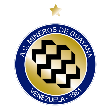 A.C. MINEROS DE GUAYANA
VENEZUELA - 1981